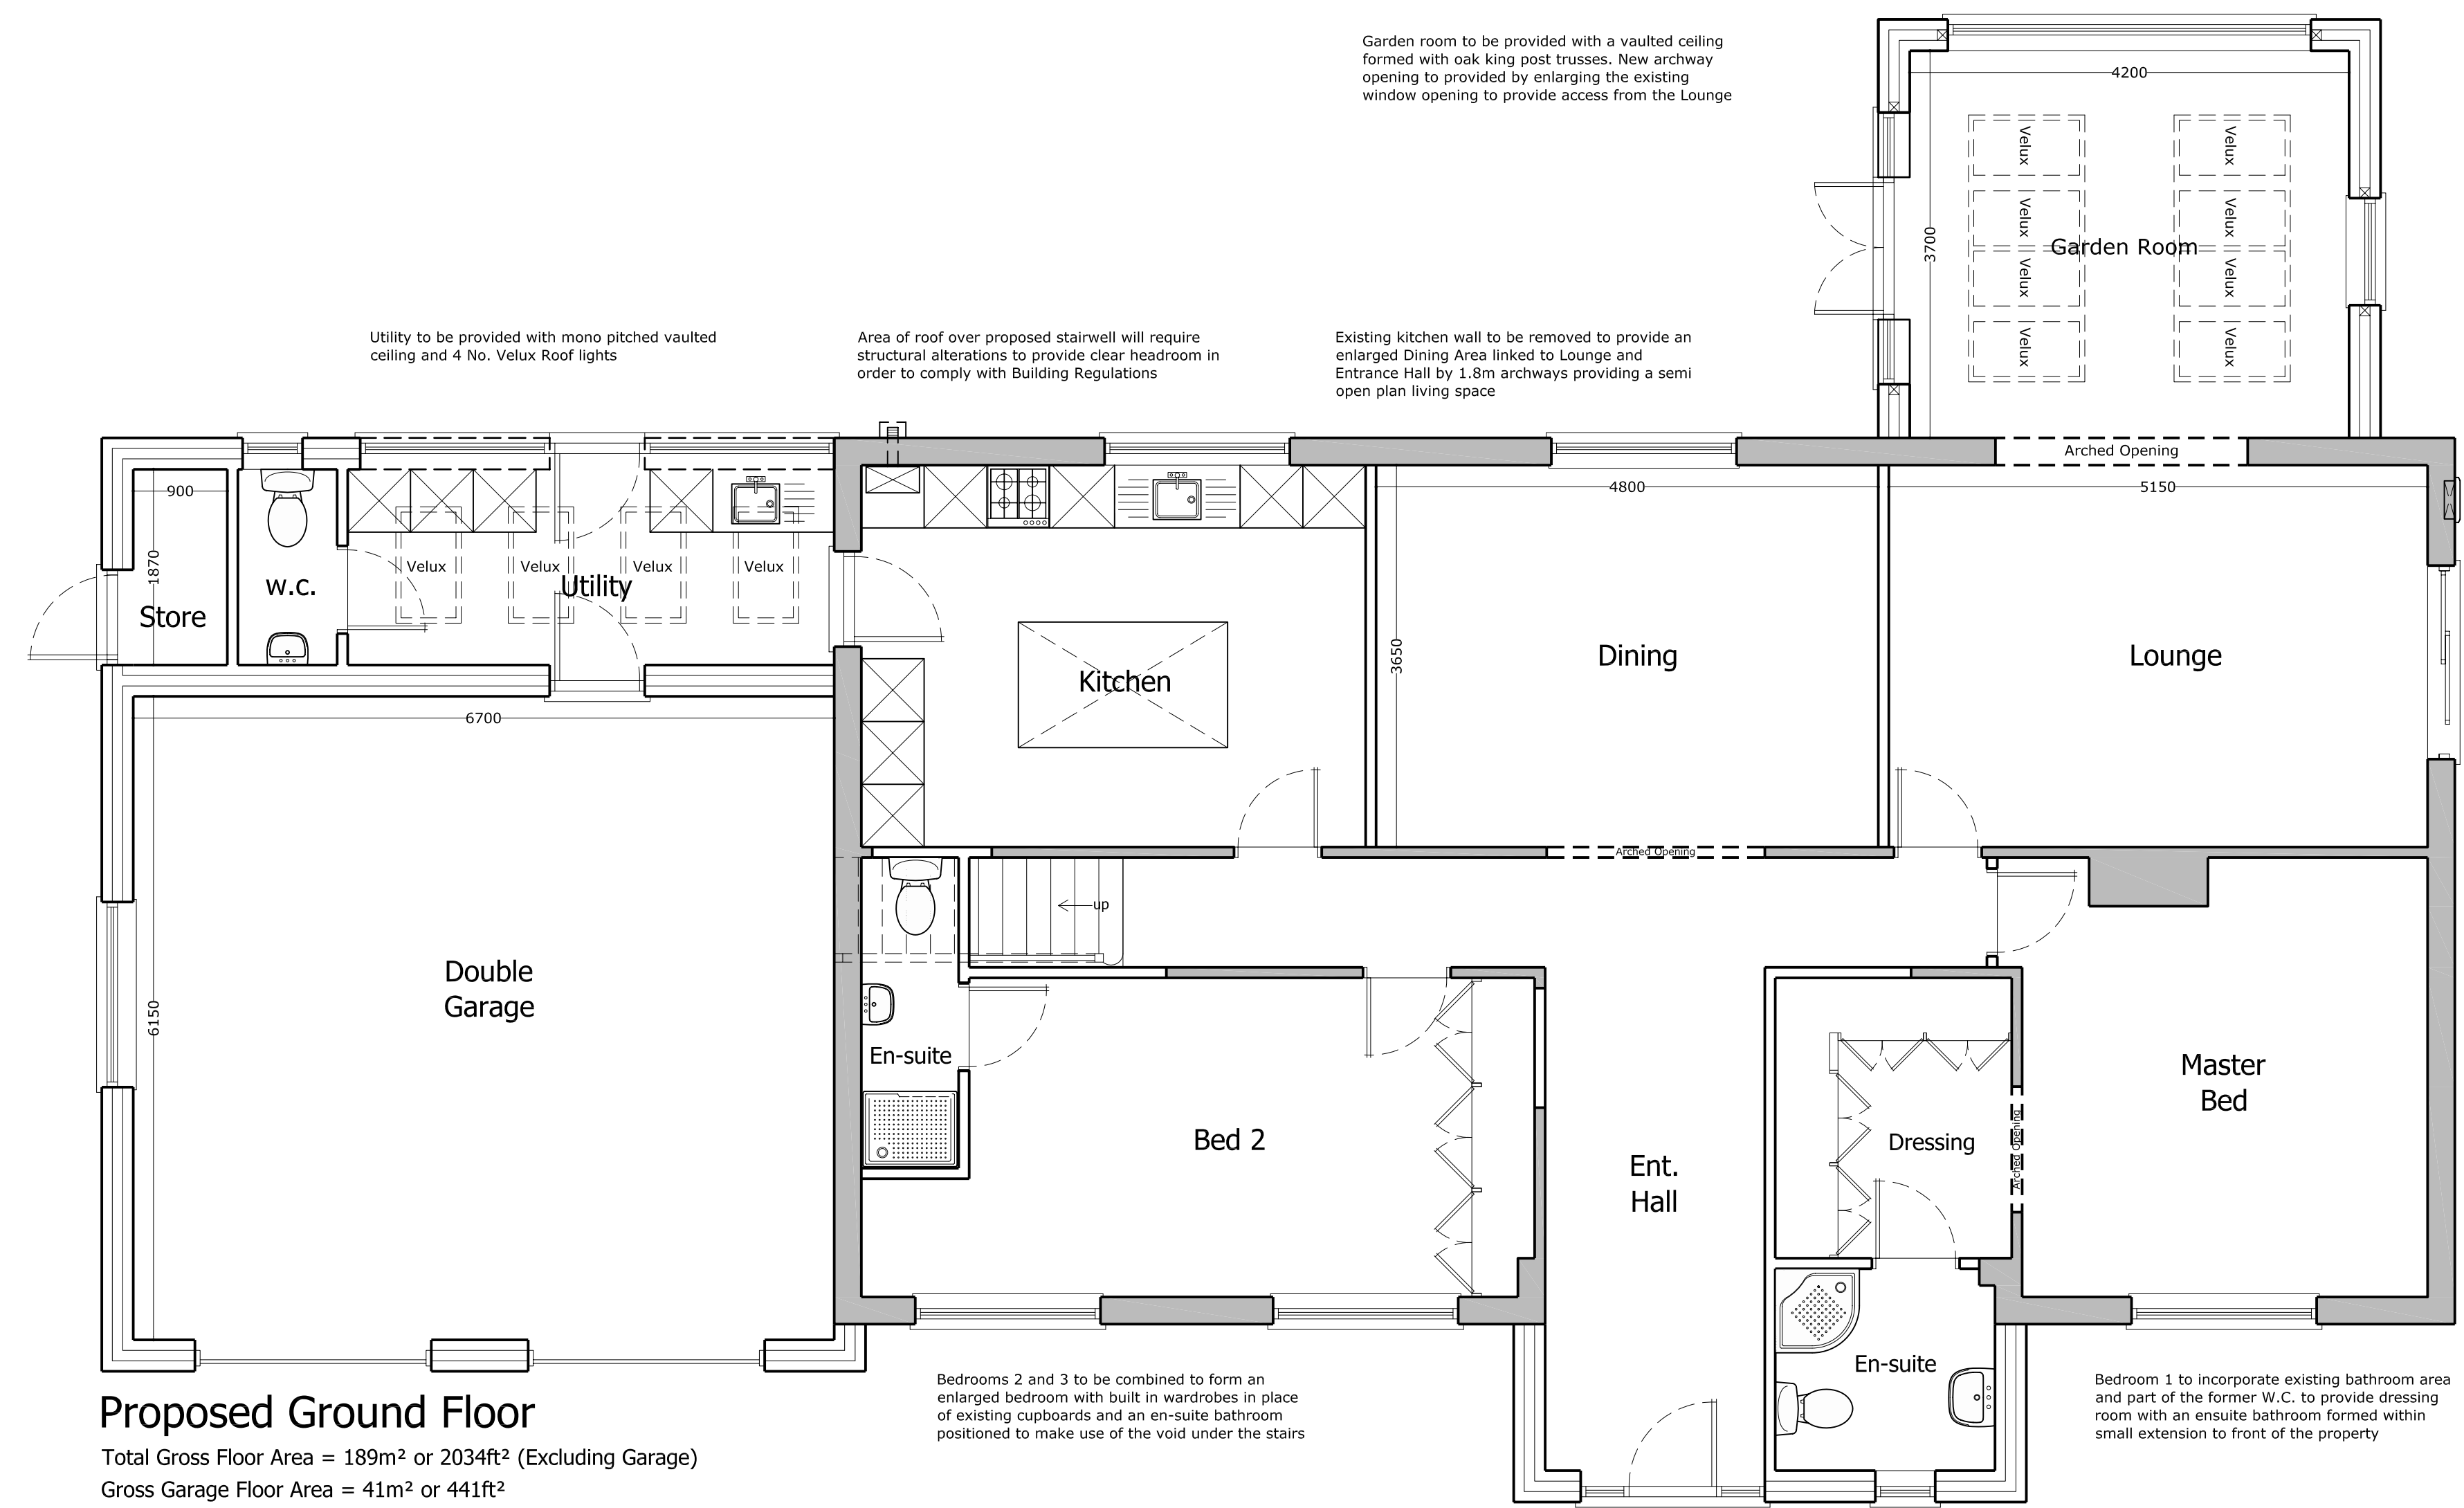 Garden room to be provided with a vaulted ceiling
formed with oak king post trusses. New archway
opening to provided by enlarging the existing
window opening to provide access from the Lounge
4200
3700
Velux
Velux
Velux
Velux
Velux
Velux
Velux
Velux
Garden Room
Utility to be provided with mono pitched vaulted
ceiling and 4 No. Velux Roof lights
Area of roof over proposed stairwell will require
structural alterations to provide clear headroom in
order to comply with Building Regulations
Existing kitchen wall to be removed to provide an
enlarged Dining Area linked to Lounge and
Entrance Hall by 1.8m archways providing a semi
open plan living space
Arched Opening
900
1870
Store
w.c.
Velux
Velux
Velux
Velux
Utility
4800
5150
3650
Kitchen
Dining
Lounge
6700
Arched Opening
up
Double
Garage
6150
En-suite
Bed 2
Ent.
Hall
Dressing
Arched Opening
Master
Bed
En-suite
Proposed Ground Floor
Total Gross Floor Area = 189m² or 2034ft² (Excluding Garage)
Gross Garage Floor Area = 41m² or 441ft²
Bedrooms 2 and 3 to be combined to form an
enlarged bedroom with built in wardrobes in place
of existing cupboards and an en-suite bathroom
positioned to make use of the void under the stairs
Bedroom 1 to incorporate existing bathroom area
and part of the former W.C. to provide dressing
room with an ensuite bathroom formed within
small extension to front of the property